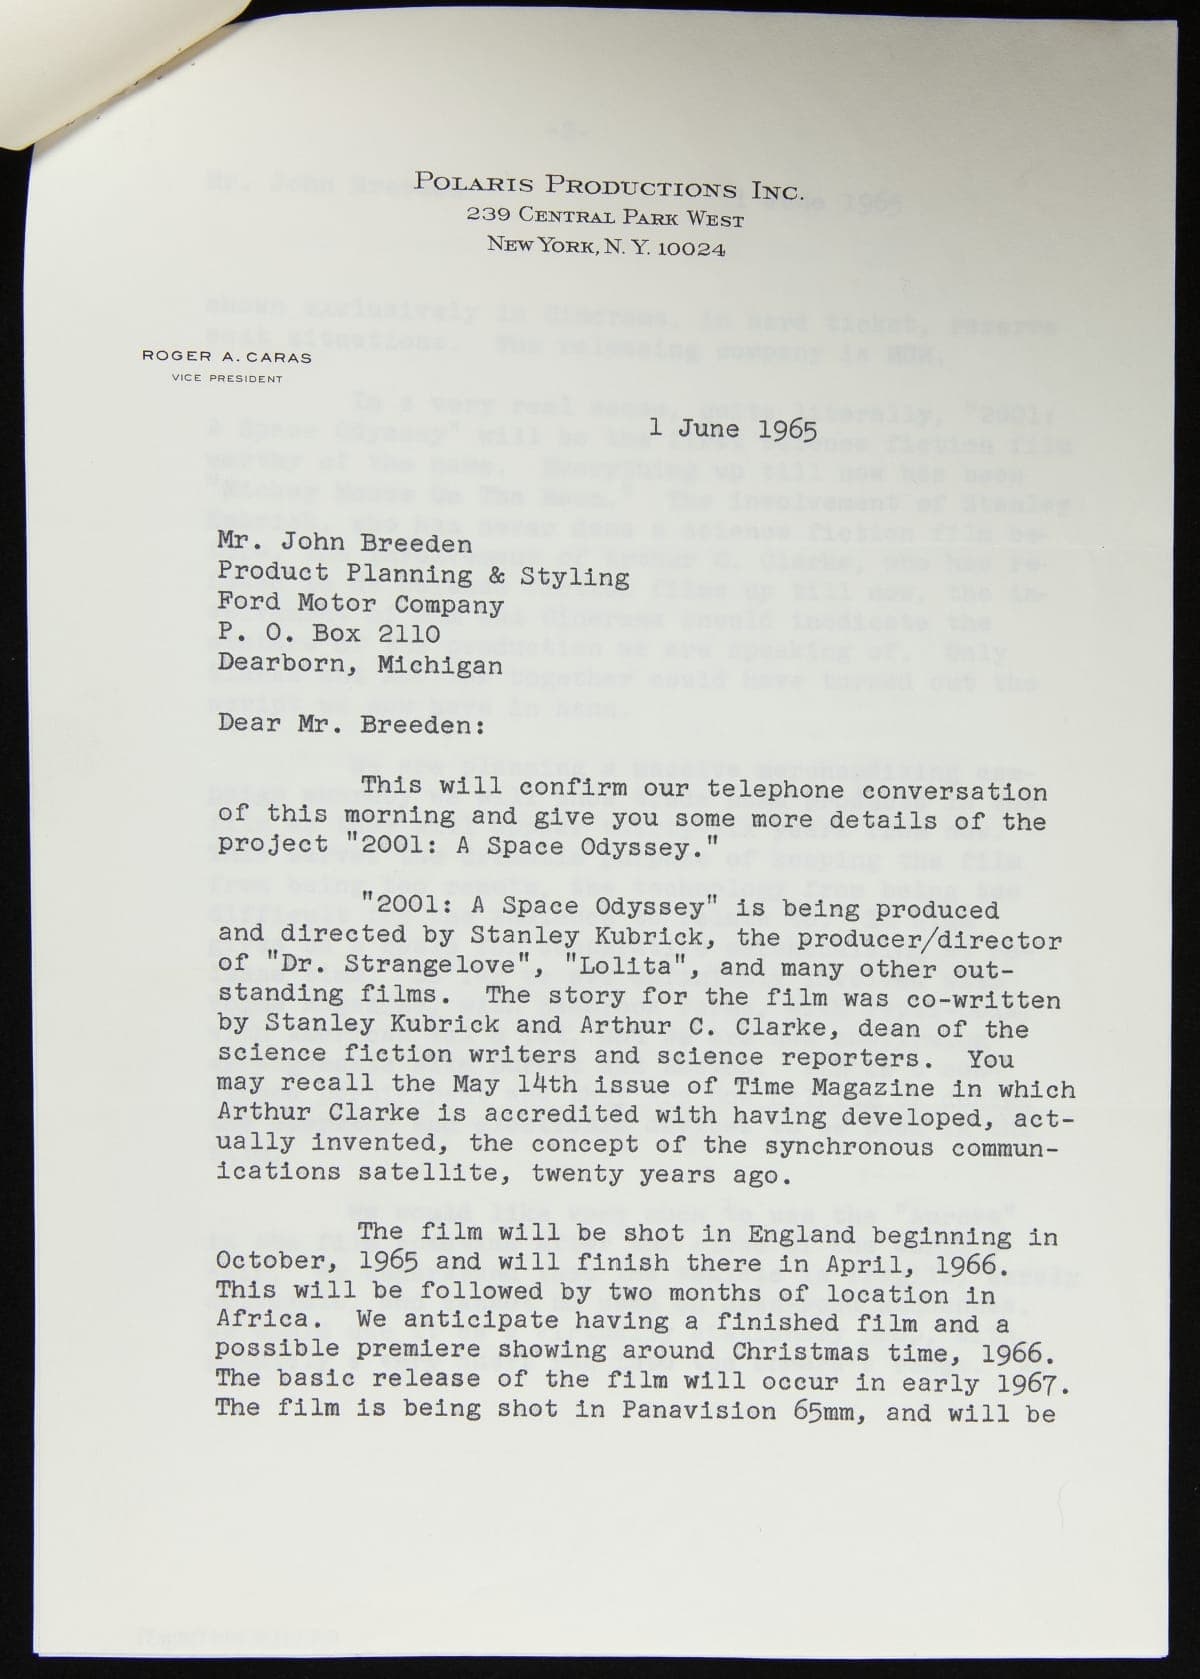 POLARIS PRODUCTIONS INC.
239 CENTRAL PARK WEST
NEW YORK, N. Y. 10024
ROGER A. CARAS
VICE PRESIDENT
1 June 1965
Mr. John Breeden
Product Planning & Styling
Ford Motor Company
P. O. Box 2110
Dearborn, Michigan
Dear Mr. Breeden:
This will confirm our telephone conversation
of this morning and give you some more details of the
project "2001: A Space Odyssey."
"2001: A Space Odyssey" is being produced
and directed by Stanley Kubrick, the producer/director
of "Dr. Strangelove", "Lolita", and many other out-
standing films. The story for the film was co-written
by Stanley Kubrick and Arthur C. Clarke, dean of the
science fiction writers and science reporters. You
may recall the May 14th issue of Time Magazine in which
Arthur Clarke is accredited with having developed, act-
ually invented, the concept of the synchronous commun-
ications satellite, twenty years ago.
The film will be shot in England beginning in
October, 1965 and will finish there in April, 1966.
This will be followed by two months of location in
Africa. We anticipate having a finished film and a
possible premiere showing around Christmas time, 1966.
The basic release of the film will occur in early 1967.
The film is being shot in Panavision 65mm, and will be